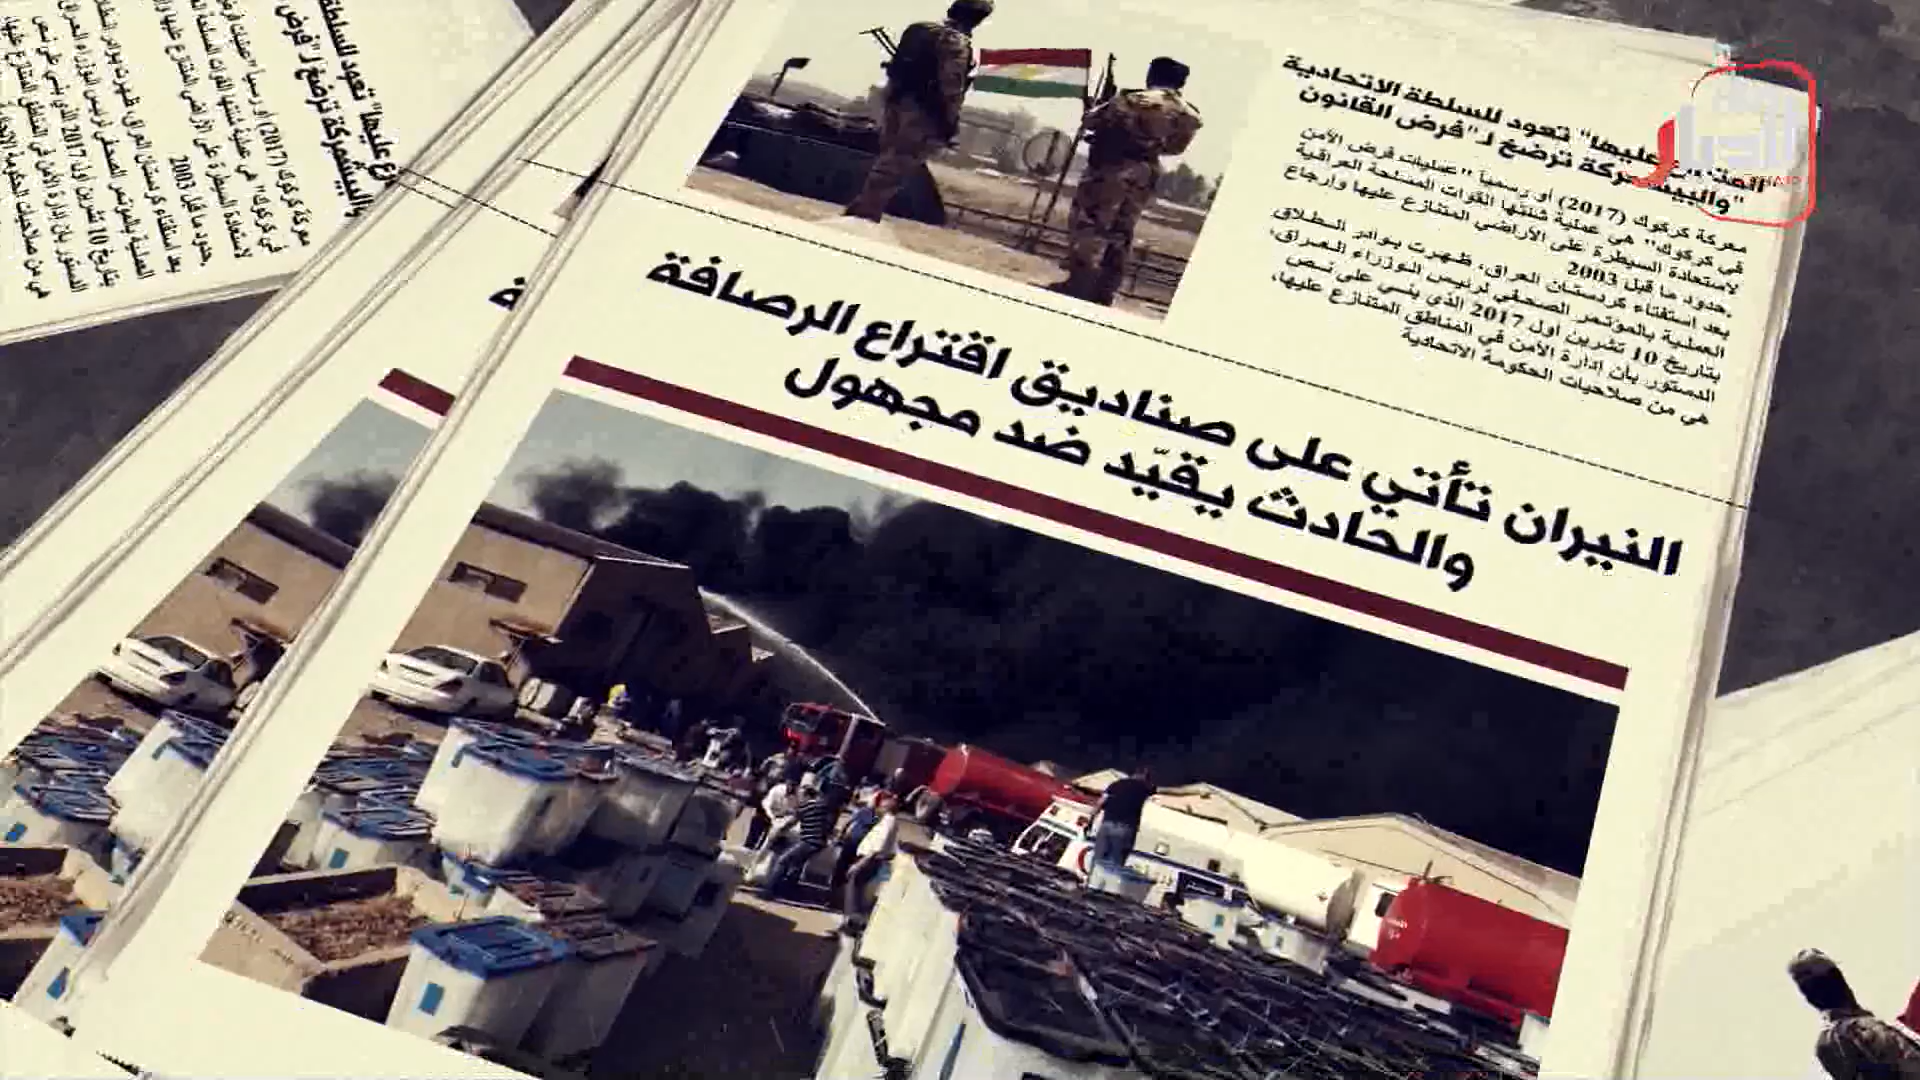 المتنازع عليها" تعود للسلطة الاتحادية
والبيشمركة ترضخ لـ"فرض القانون"
معركة كركوك (2017) أو رسمياً "عمليات فرض الأمن
في كركوك" هي عملية شنتها القوات المسلحة العراقية
لاستعادة السيطرة على الأراضي المتنازع عليها وإرجاع
حدود ما قبل 2003.
بعد إستفتاء كردستان العراق، ظهرت بوادر انطلاق
العملية بالمؤتمر الصحفي لرئيس الوزراء العراق،
بتاريخ 10 تشرين اول 2017 الذي على نص
الدستور بأن إدارة الأمن في المناطق المتنازع عليها،
هي من صلاحيات الحكومة الاتحادية
النيران تأتي على صناديق اقتراع الرصافة
والحادث يقيّد ضد مجهول